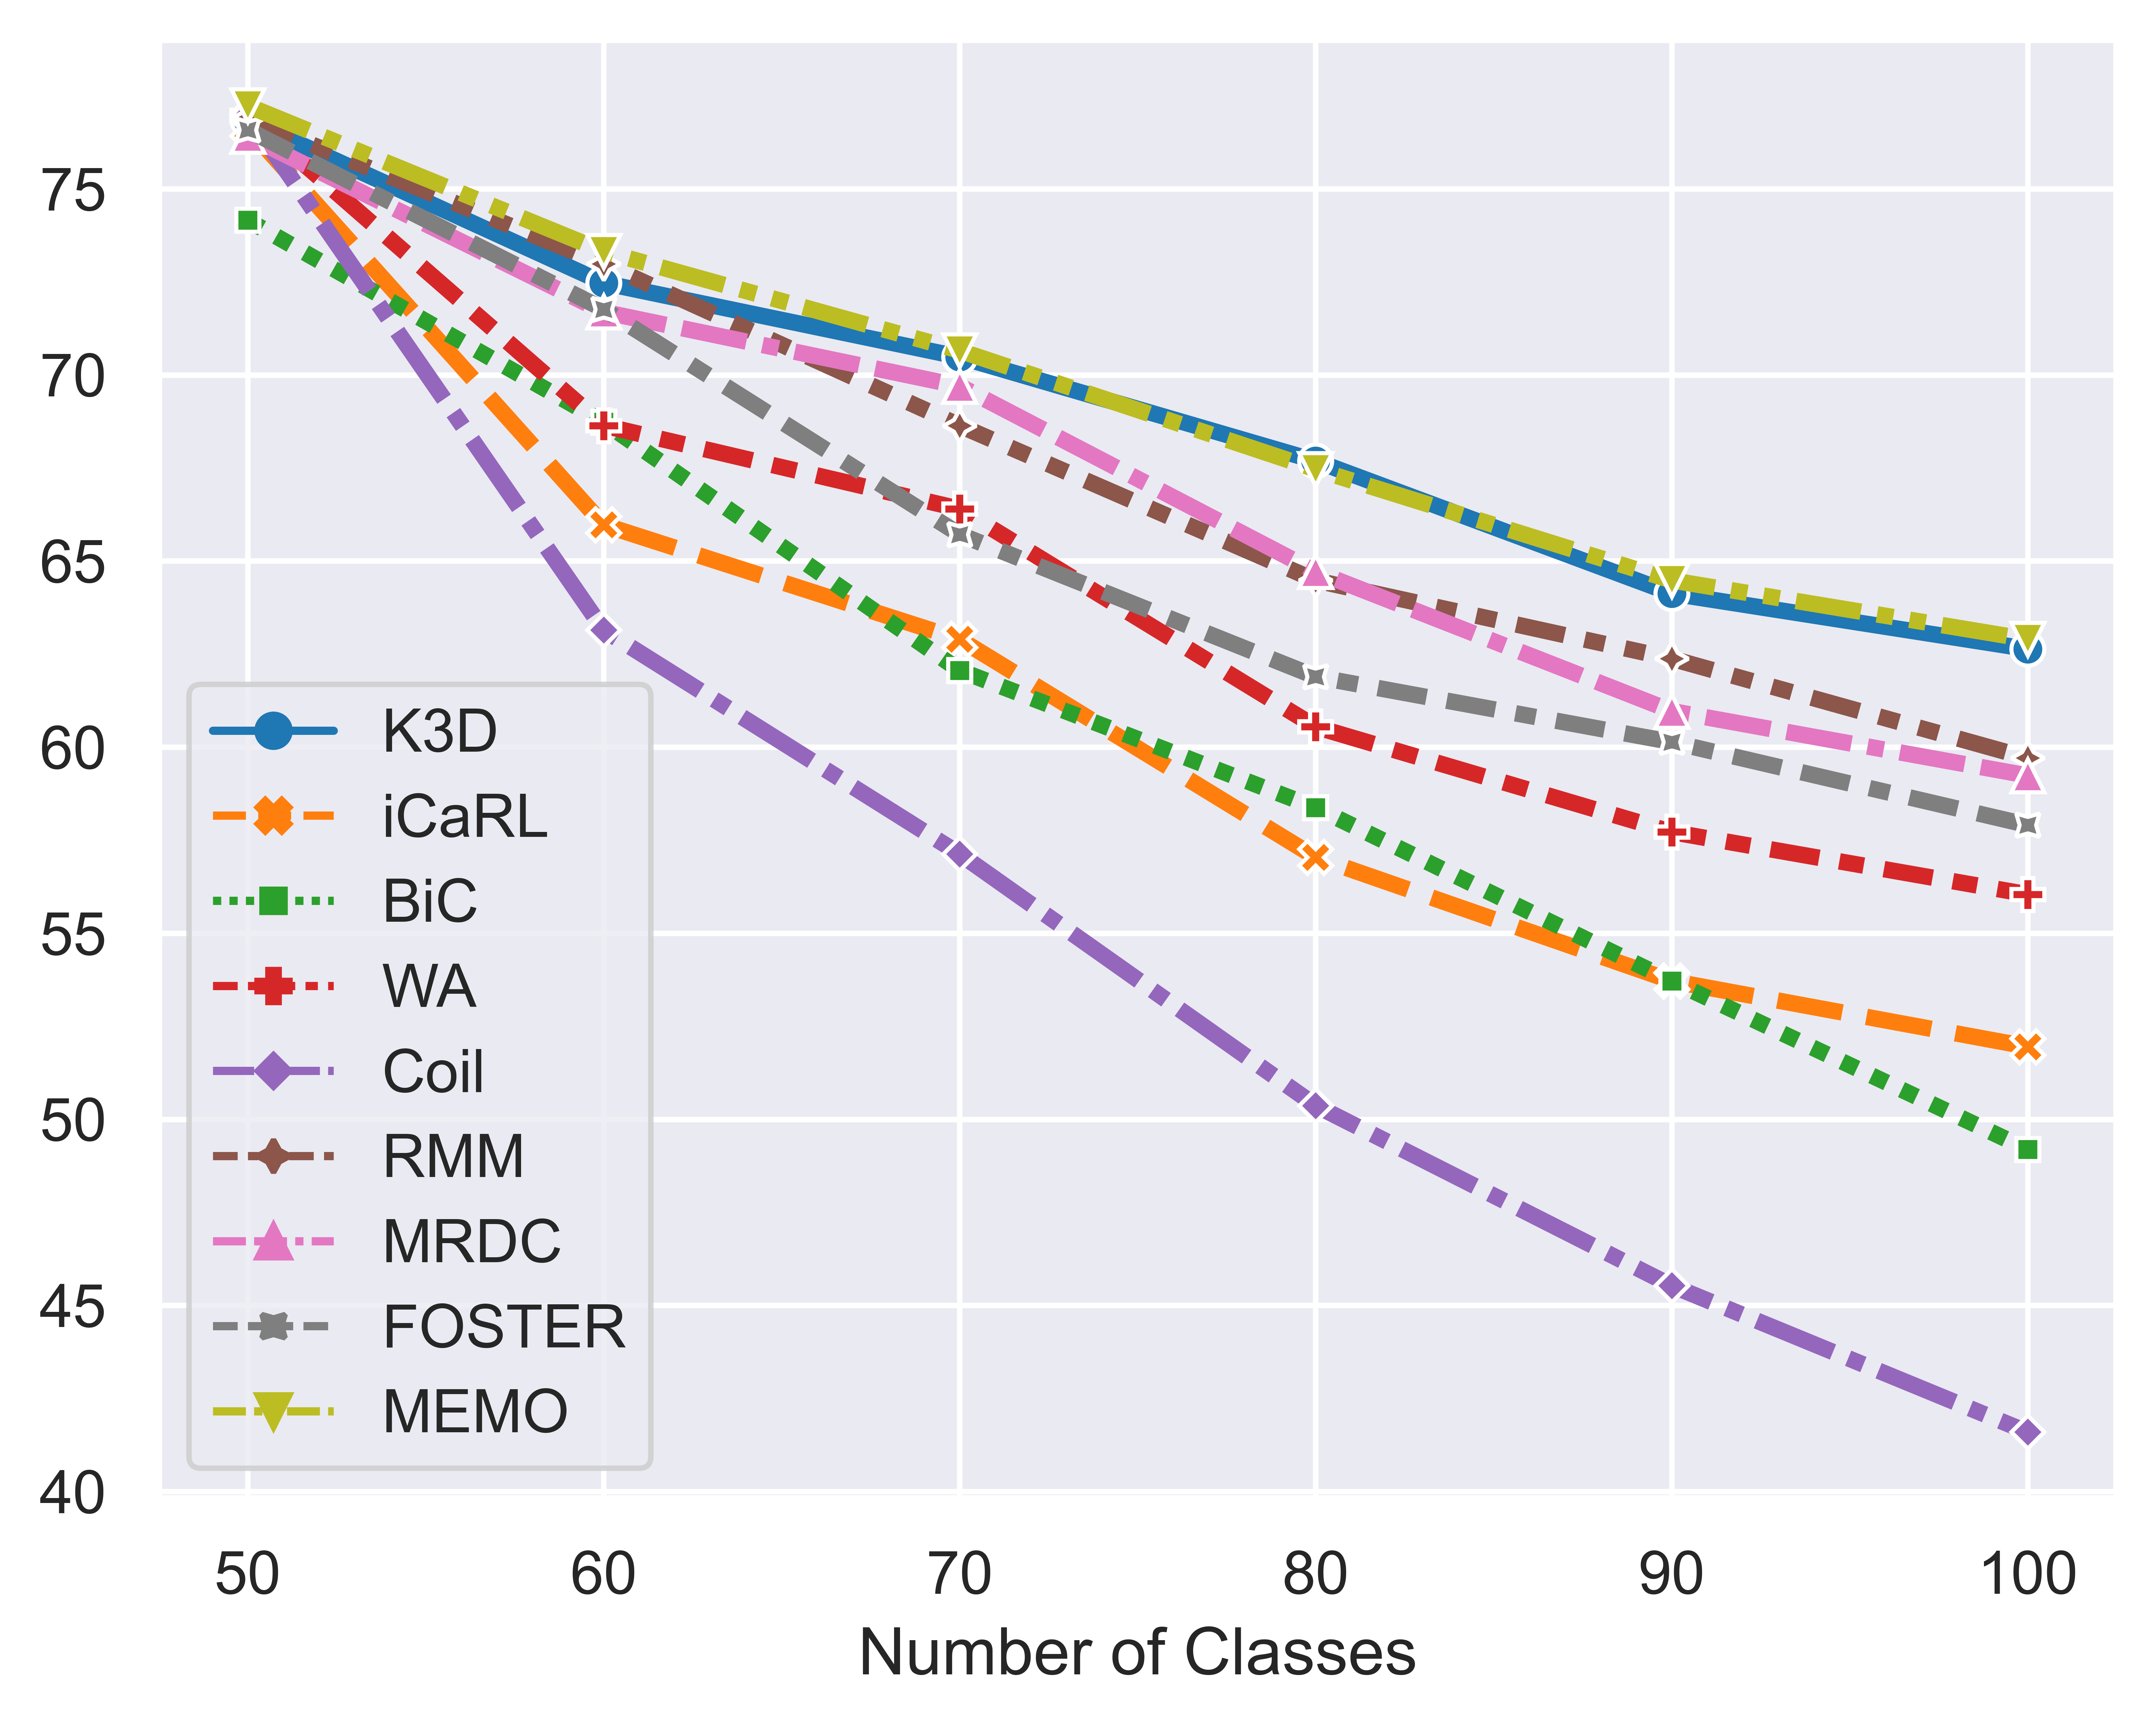 75
70
65
60
55
50
45
40
K3D
iCaRL
BiC
WA
Coil
RMM
MRDC
FOSTER
MEMO
50 60 70 80 90 100
Number of Classes